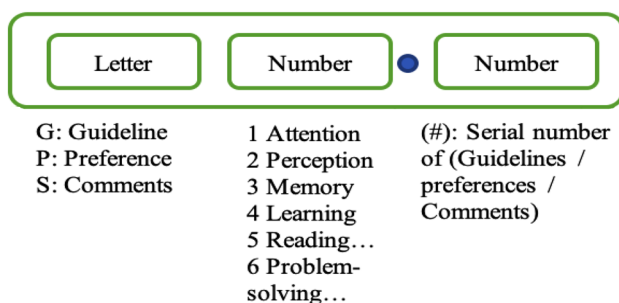 Letter
Number
Number
G: Guideline
P: Preference
S: Comments
1 Attention
2 Perception
3 Memory
4 Learning
5 Reading…
6 Problem-
solving…
(#): Serial number
of (Guidelines /
preferences /
Comments)